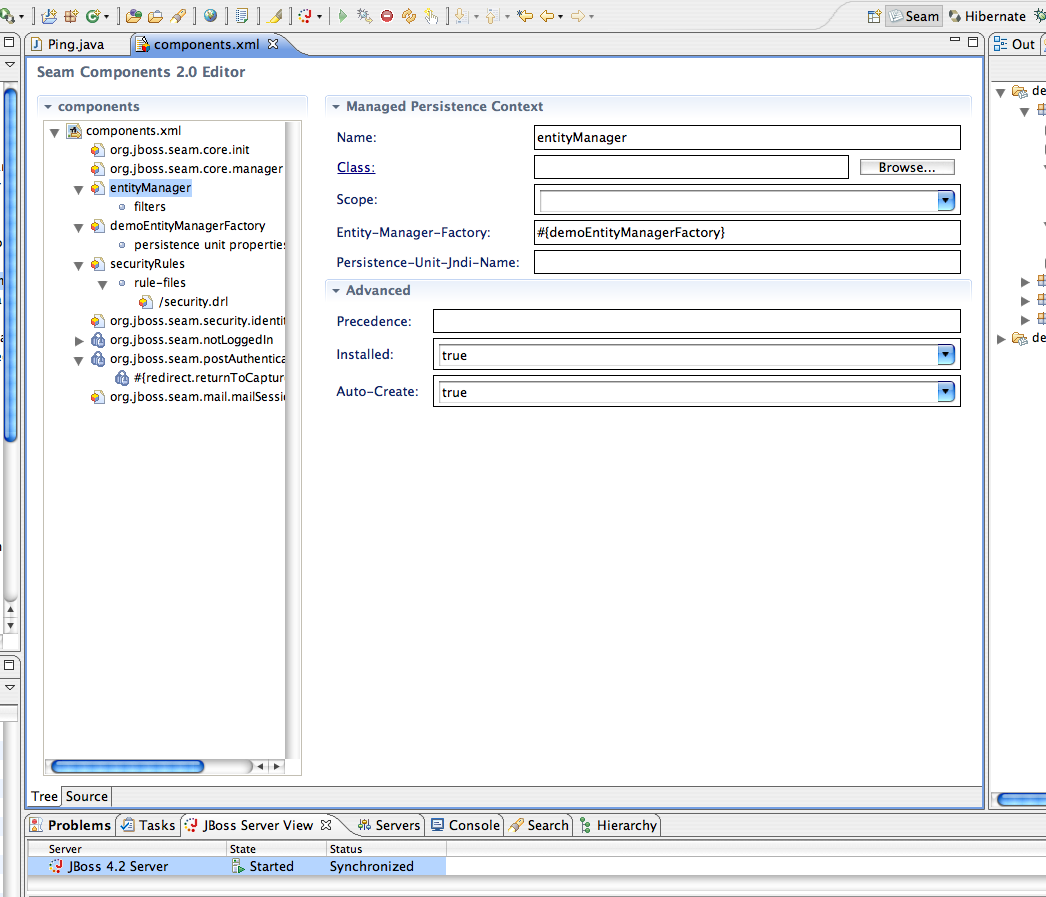 Seam Hibernate
Ping.java components.xml Out
Seam Components 2.0 Editor
components
components.xml
org.jboss.seam.core.init
org.jboss.seam.core.manager
entityManager
filters
demoEntityManagerFactory
persistence unit properties
securityRules
rule-files
/security.drl
org.jboss.seam.security.identi
org.jboss.seam.notLoggedIn
org.jboss.seam.postAuthentica
#{redirect.returnToCaptur
org.jboss.seam.mail.mailSessi
Managed Persistence Context
Name: entityManager
Class: Browse...
Scope:
Entity-Manager-Factory: #{demoEntityManagerFactory}
Persistence-Unit-Jndi-Name:
Advanced
Precedence:
Installed: true
Auto-Create: true
de
de
Tree Source
Problems Tasks JBoss Server View Servers Console Search Hierarchy
Server State Status
JBoss 4.2 Server Started Synchronized